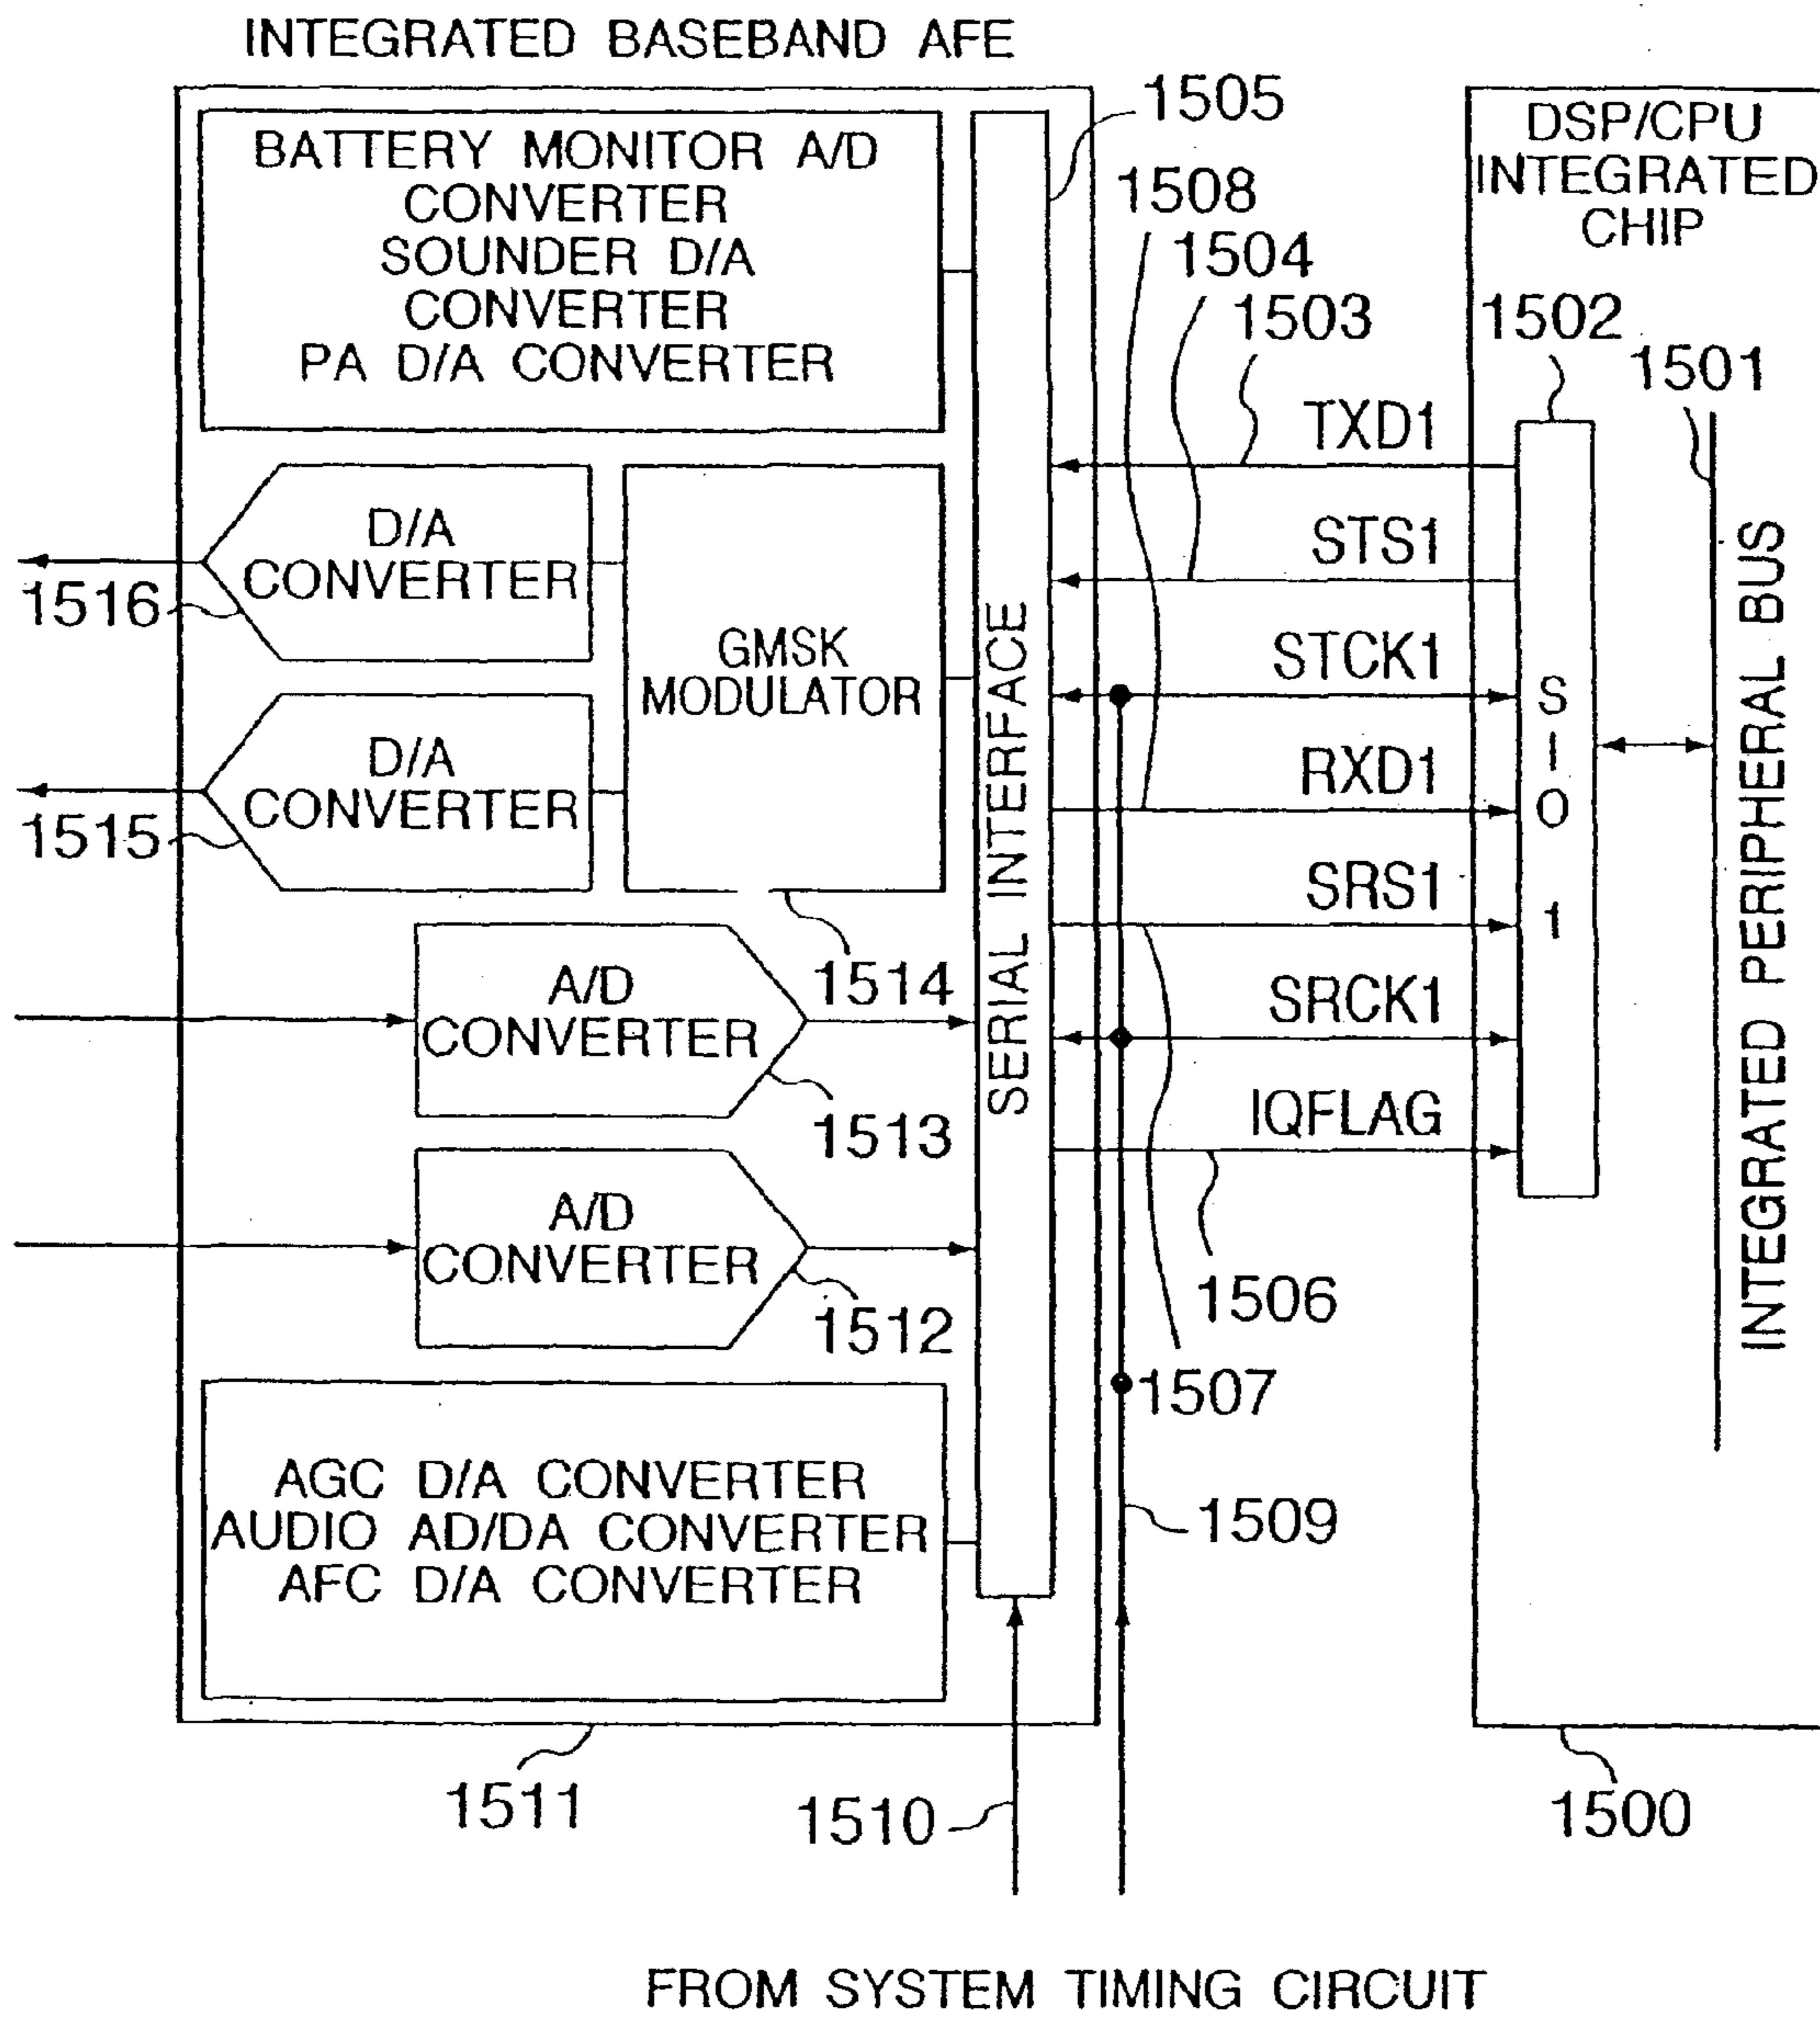 INTEGRATED BASEBAND AFE
1505
DSP/CPU
INTEGRATED
CHIP
BATTERY MONITOR A/D
CONVERTER
SOUNDER D/A
CONVERTER
PA D/A CONVERTER
1508
1504
1503
1502
1501
TXD1
STS1
STCK1
RXD1
SRS1
SRCK1
IQFLAG
SIO 1
INTEGRATED PERIPHERAL BUS
SERIAL INTERFACE
D/A
CONVERTER
1516
GMSK
MODULATOR
D/A
CONVERTER
1515
1514
A/D
CONVERTER
1513
A/D
CONVERTER
1512
1506
1507
1509
AGC D/A CONVERTER
AUDIO AD/DA CONVERTER
AFC D/A CONVERTER
1511
1510
1500
FROM SYSTEM TIMING CIRCUIT